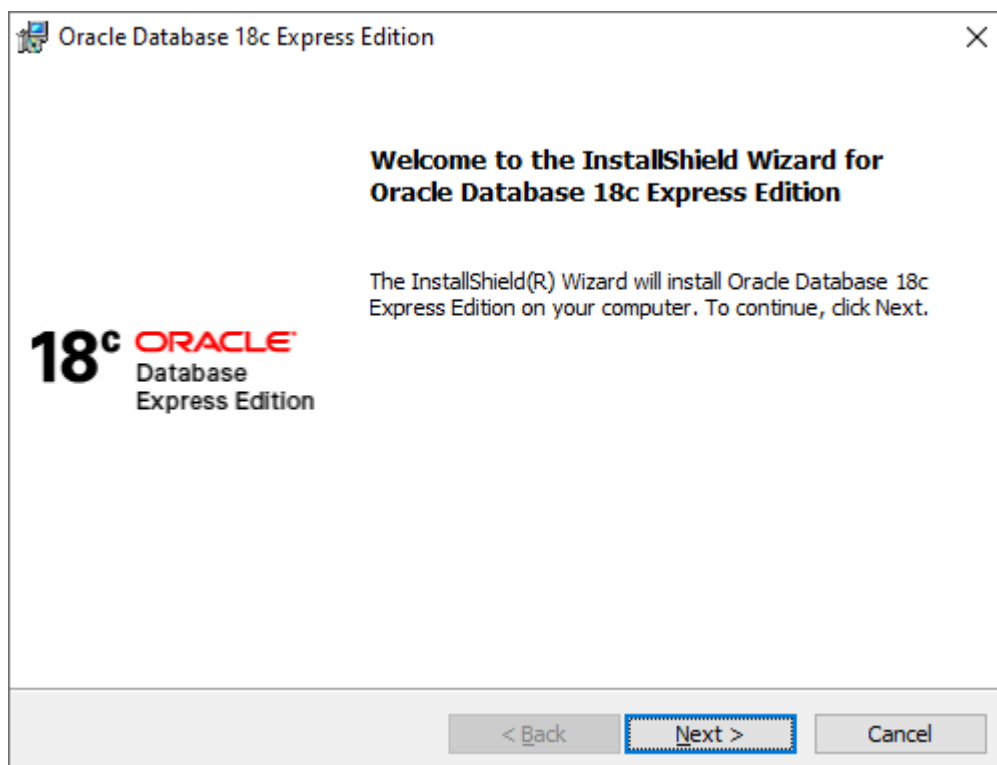 Oracle Database 18c Express Edition
Welcome to the InstallShield Wizard for
Oracle Database 18c Express Edition
The InstallShield(R) Wizard will install Oracle Database 18c
Express Edition on your computer. To continue, click Next.
18c ORACLE
Database
Express Edition
< Back
Next >
Cancel